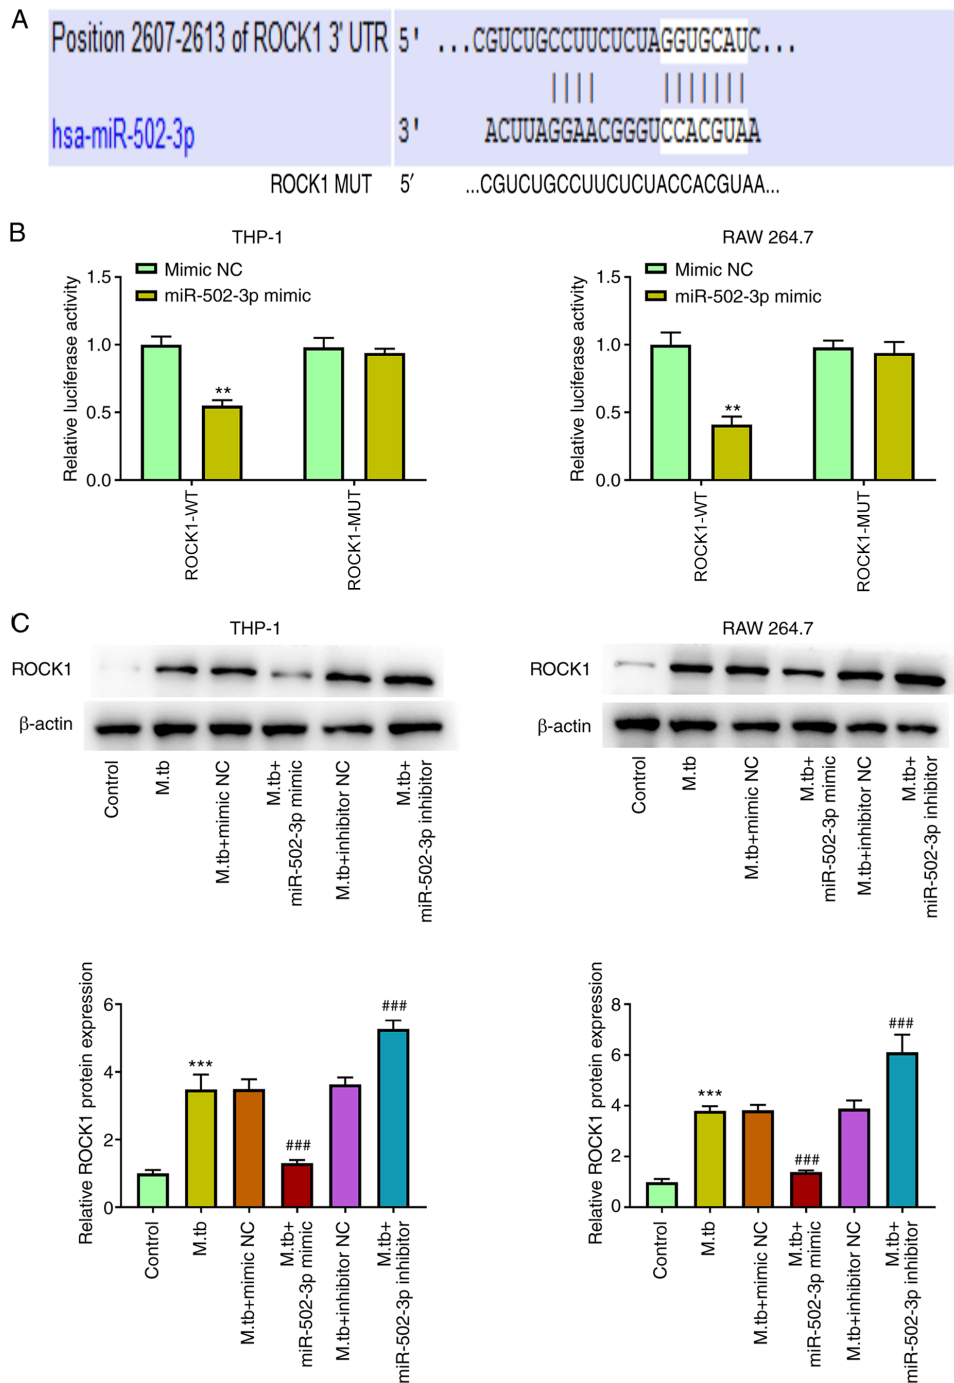 A
Position 2607-2613 of ROCK1 3' UTR 5' ...CGUCUGCCUUCUCUAGGUGCAUC...
hsa-miR-502-3p 3' ACUUAGGAACGGGUCCACGUAA
ROCK1 MUT 5′ ...CGUCUGCCUUCUCUACCACGUAA...
B
THP-1
Mimic NC
miR-502-3p mimic
Relative luciferase activity
1.5
1.0
0.5
0.0
**
ROCK1-WT
ROCK1-MUT
RAW 264.7
Mimic NC
miR-502-3p mimic
Relative luciferase activity
1.5
1.0
0.5
0.0
**
ROCK1-WT
ROCK1-MUT
C
THP-1
ROCK1
β-actin
Control
M.tb
M.tb+mimic NC
M.tb+
miR-502-3p mimic
M.tb+inhibitor NC
M.tb+
miR-502-3p inhibitor
RAW 264.7
ROCK1
β-actin
Control
M.tb
M.tb+mimic NC
M.tb+
miR-502-3p mimic
M.tb+inhibitor NC
M.tb+
miR-502-3p inhibitor
Relative ROCK1 protein expression
6
4
2
0
***
###
###
Control
M.tb
M.tb+mimic NC
M.tb+
miR-502-3p mimic
M.tb+inhibitor NC
M.tb+
miR-502-3p inhibitor
Relative ROCK1 protein expression
8
6
4
2
0
***
###
###
Control
M.tb
M.tb+mimic NC
M.tb+
miR-502-3p mimic
M.tb+inhibitor NC
M.tb+
miR-502-3p inhibitor